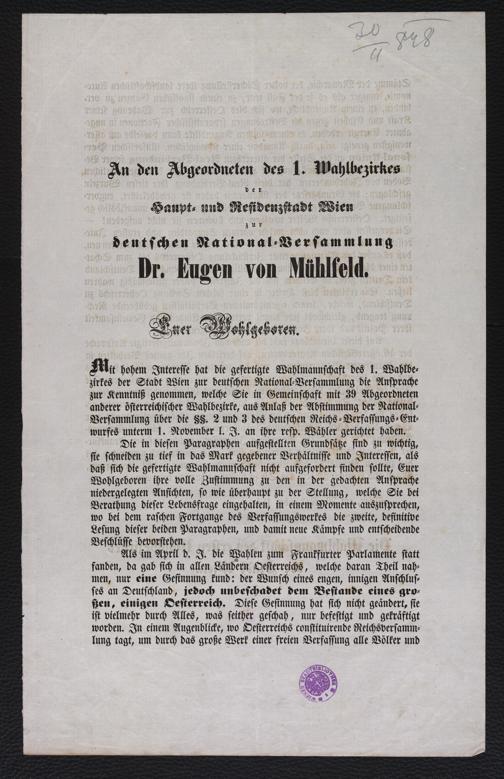 20/11 848
An den Abgeordneten des 1. Wahlbezirkes
der
Haupt- und Residenzstadt Wien
zur
deutschen National-Versammlung
Dr. Eugen von Mühlfeld.
Euer Wohlgeboren.
Mit hohem Interesse hat die gefertigte Wahlmannschaft des 1. Wahlbe-
zirkes der Stadt Wien zur deutschen National-Versammlung die Ansprache
zur Kenntniß genommen, welche Sie in Gemeinschaft mit 39 Abgeordneten
anderer österreichischer Wahlbezirke, aus Anlaß der Abstimmung der National-
Versammlung über die §§. 2 und 3 des deutschen Reichs-Verfassungs-Ent-
wurfes unterm 1. November l. J. an ihre resp. Wähler gerichtet haben.
Die in diesen Paragraphen aufgestellten Grundsätze sind zu wichtig,
sie schneiden zu tief in das Mark gegebener Verhältnisse und Interessen, als
daß sich die gefertigte Wahlmannschaft nicht aufgefordert finden sollte, Euer
Wohlgeboren ihre volle Zustimmung zu den in der gedachten Ansprache
niedergelegten Ansichten, so wie überhaupt zu der Stellung, welche Sie bei
Berathung dieser Lebensfrage eingehalten, in einem Momente auszusprechen,
wo bei dem raschen Fortgange des Verfassungswerkes die zweite, definitive
Lesung dieser beiden Paragraphen, und damit neue Kämpfe und entscheidende
Beschlüsse bevorstehen.
Als im April d. J. die Wahlen zum Frankfurter Parlamente statt
fanden, da gab sich in allen Ländern Oesterreichs, welche daran Theil nah-
men, nur eine Gesinnung kund: der Wunsch eines engen, innigen Anschlus-
ses an Deutschland, jedoch unbeschadet dem Bestande eines gro-
ßen, einigen Oesterreich. Diese Gesinnung hat sich nicht geändert, sie
ist vielmehr durch Alles, was seither geschah, nur befestigt und gekräftigt
worden. In einem Augenblicke, wo Oesterreichs constituirende Reichsversamm-
lung tagt, um durch das große Werk einer freien Verfassung alle Völker und